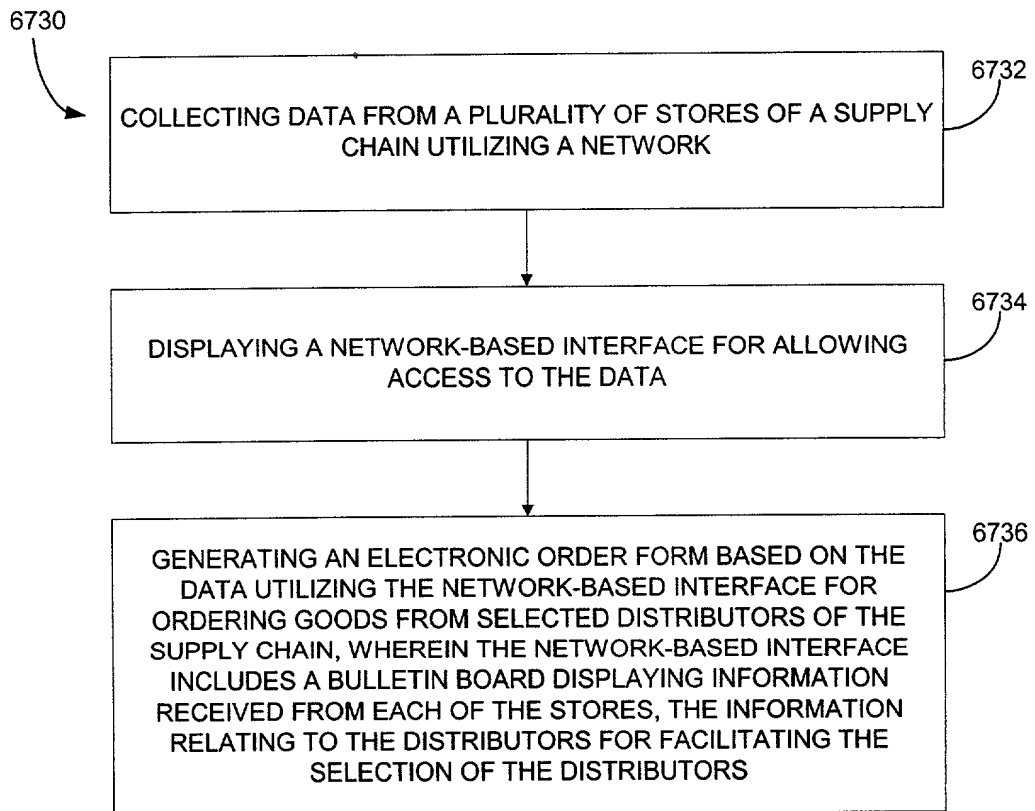 6730
6732
COLLECTING DATA FROM A PLURALITY OF STORES OF A SUPPLY
CHAIN UTILIZING A NETWORK
6734
DISPLAYING A NETWORK-BASED INTERFACE FOR ALLOWING
ACCESS TO THE DATA
6736
GENERATING AN ELECTRONIC ORDER FORM BASED ON THE
DATA UTILIZING THE NETWORK-BASED INTERFACE FOR
ORDERING GOODS FROM SELECTED DISTRIBUTORS OF THE
SUPPLY CHAIN, WHEREIN THE NETWORK-BASED INTERFACE
INCLUDES A BULLETIN BOARD DISPLAYING INFORMATION
RECEIVED FROM EACH OF THE STORES, THE INFORMATION
RELATING TO THE DISTRIBUTORS FOR FACILITATING THE
SELECTION OF THE DISTRIBUTORS